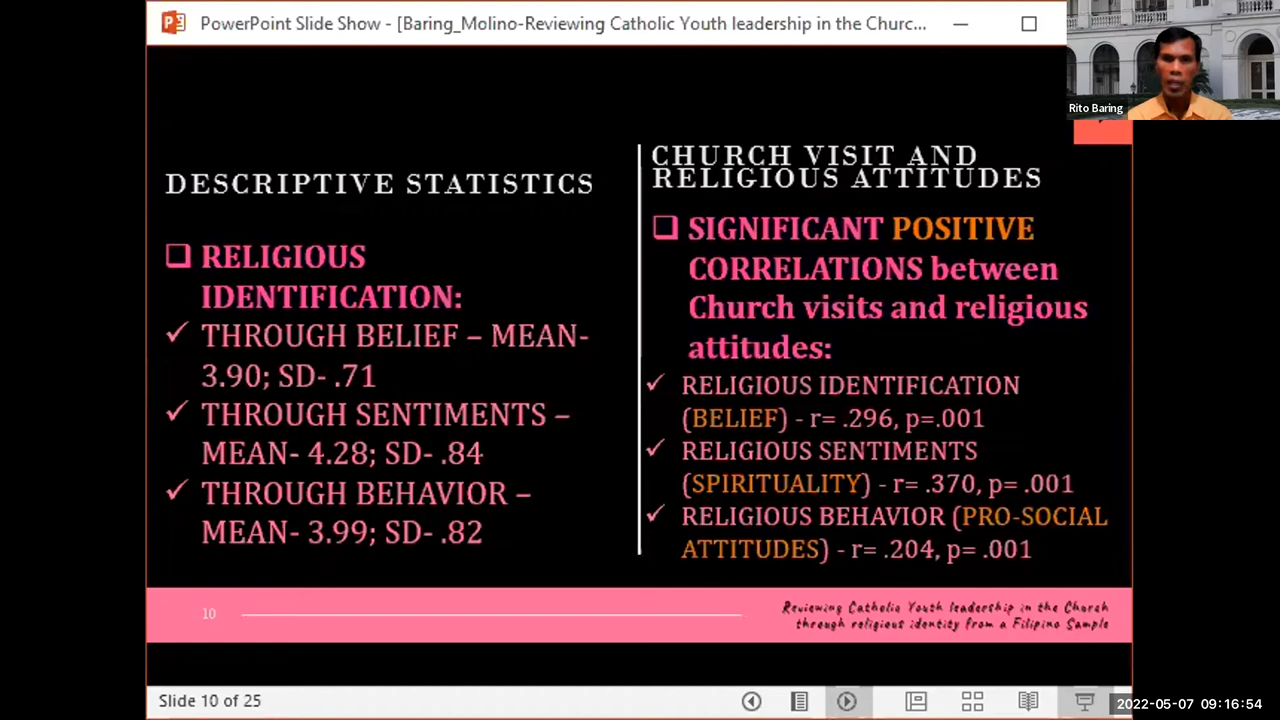 PowerPoint Slide Show - [Baring_Molino-Reviewing Catholic Youth leadership in the Churc...
Rito Baring
DESCRIPTIVE STATISTICS
❑ RELIGIOUS
IDENTIFICATION:
✓ THROUGH BELIEF – MEAN-
3.90; SD- .71
✓ THROUGH SENTIMENTS –
MEAN- 4.28; SD- .84
✓ THROUGH BEHAVIOR –
MEAN- 3.99; SD- .82
CHURCH VISIT AND
RELIGIOUS ATTITUDES
❑ SIGNIFICANT POSITIVE
CORRELATIONS between
Church visits and religious
attitudes:
✓ RELIGIOUS IDENTIFICATION
(BELIEF) - r= .296, p=.001
✓ RELIGIOUS SENTIMENTS
(SPIRITUALITY) - r= .370, p= .001
✓ RELIGIOUS BEHAVIOR (PRO-SOCIAL
ATTITUDES) - r= .204, p= .001
10
Reviewing Catholic Youth leadership in the Church
through religious identity from a Filipino Sample
Slide 10 of 25
2022-05-07 09:16:54